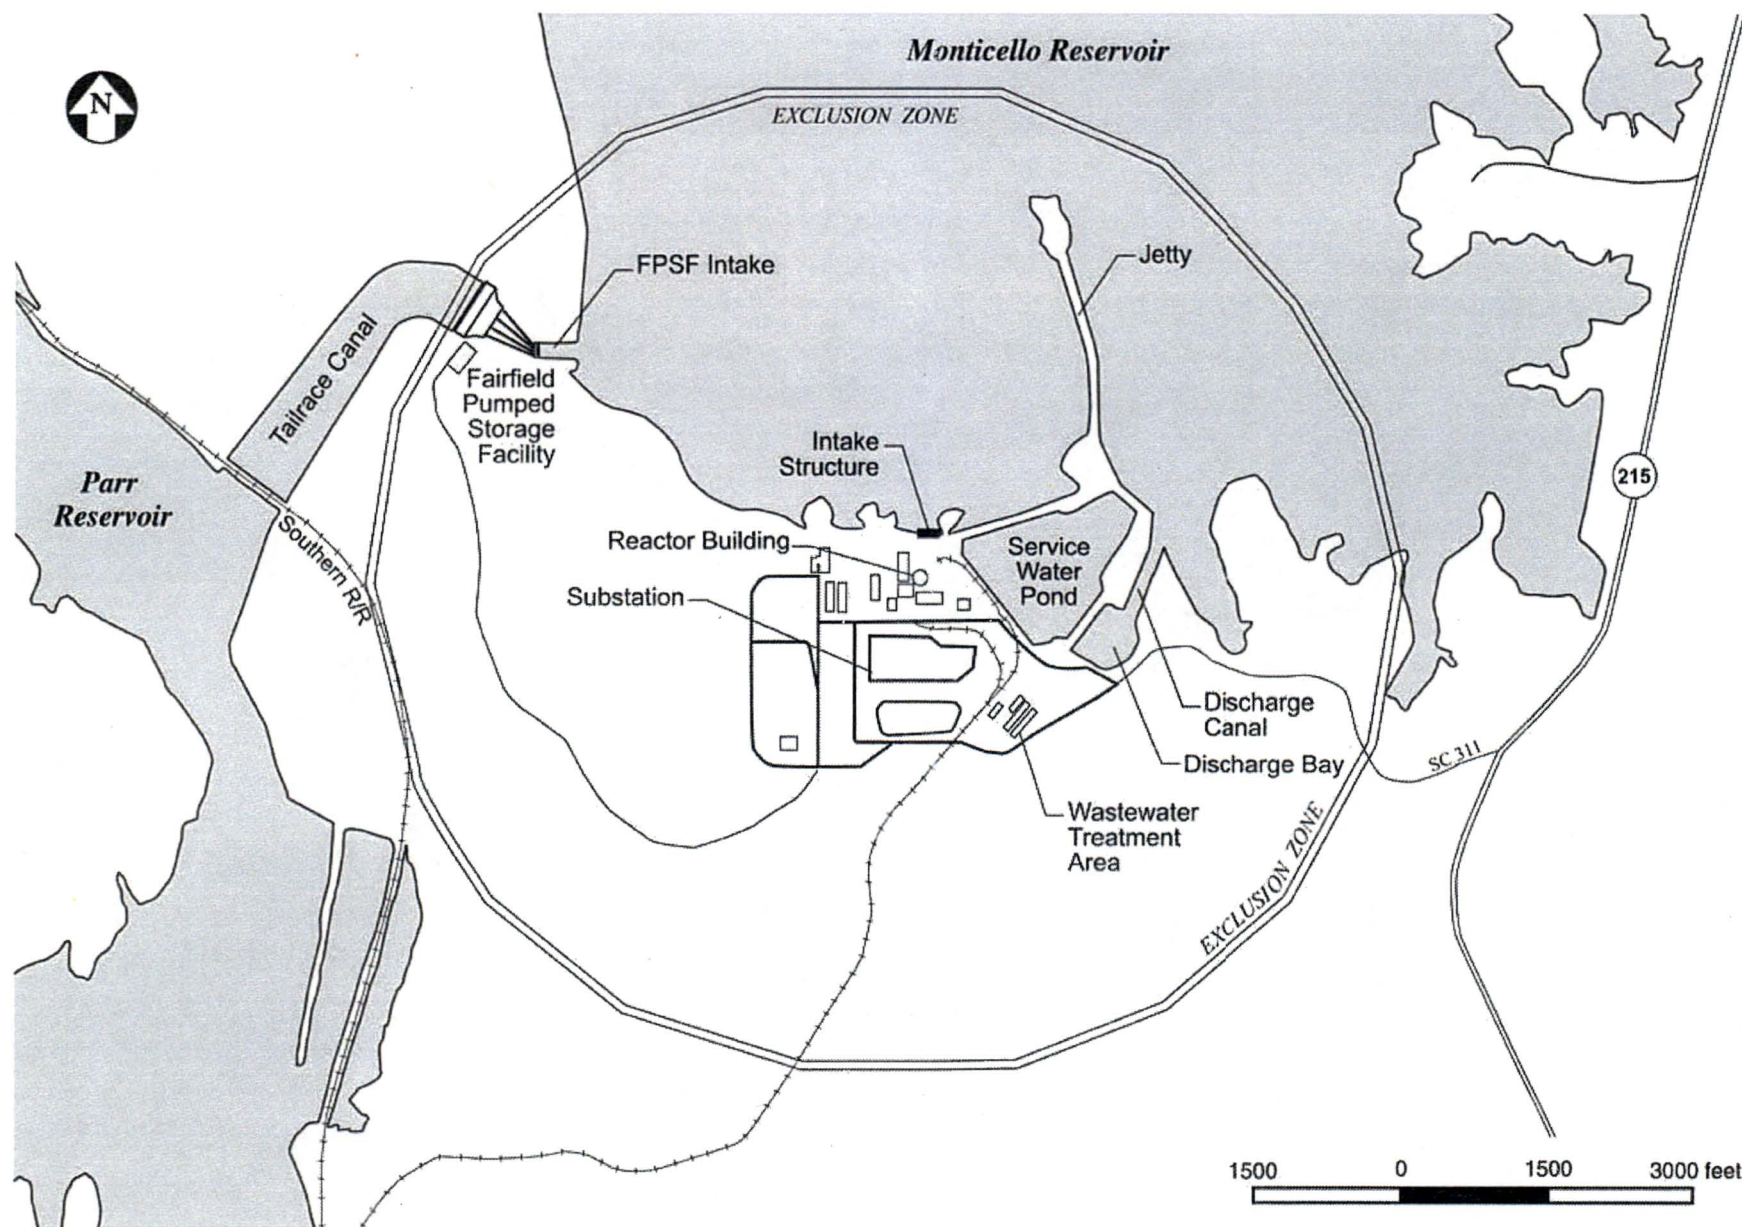 Monticello Reservoir
N
EXCLUSION ZONE
FPSF Intake
Jetty
Tailrace Canal
Fairfield
Pumped
Storage
Facility
Intake
Structure
215
Parr
Reservoir
Southern R/R
Reactor Building
Service
Water
Pond
Substation
Discharge
Canal
SC 311
Discharge Bay
Wastewater
Treatment
Area
EXCLUSION ZONE
1500 0 1500 3000 feet